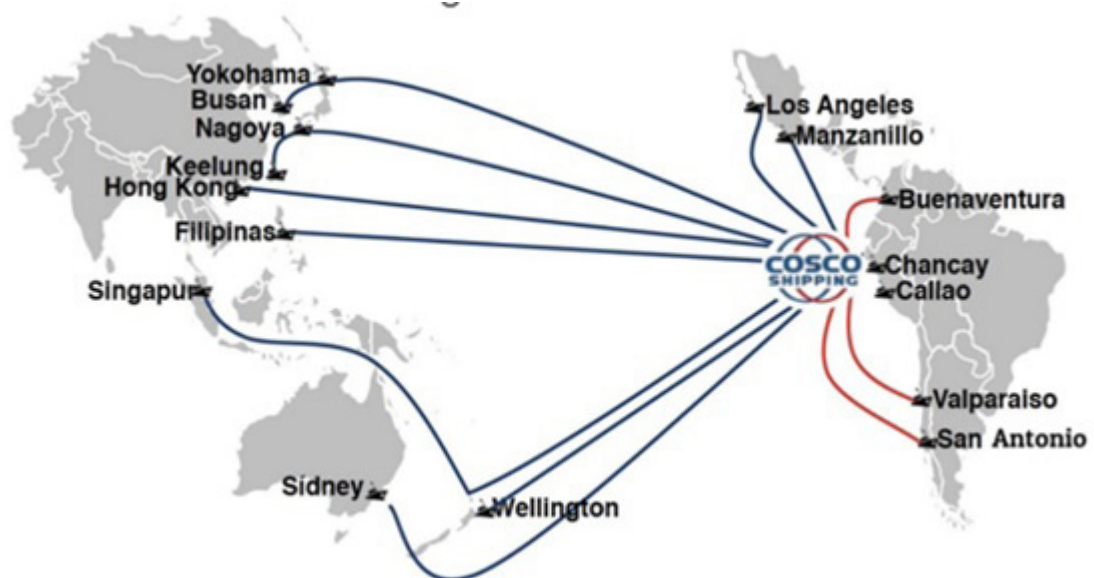 Yokohama
Busan
Nagoya
Keelung
Hong Kong
Filipinas
Singapur
Sídney
Wellington
COSCO
SHIPPING
Los Angeles
Manzanillo
Buenaventura
Chancay
Callao
Valparaiso
San Antonio